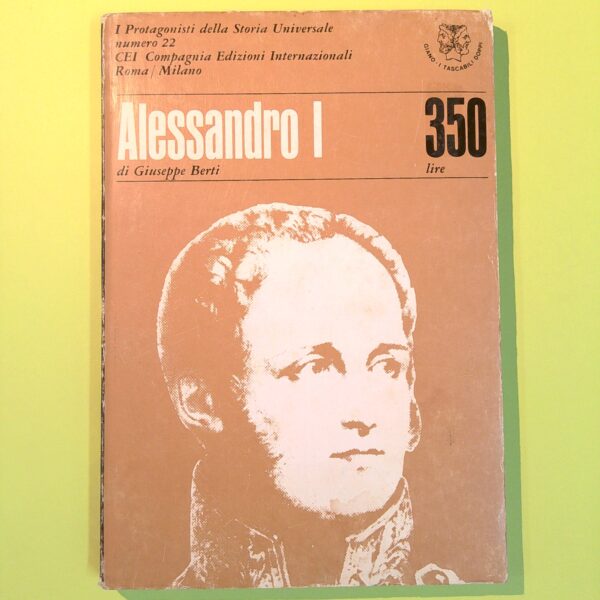 I Protagonisti della Storia Universale
numero 22
CEI Compagnia Edizioni Internazionali
Roma / Milano
GIANO - I TASCABILI DOPPI
Alessandro I
350
di Giuseppe Berti
lire